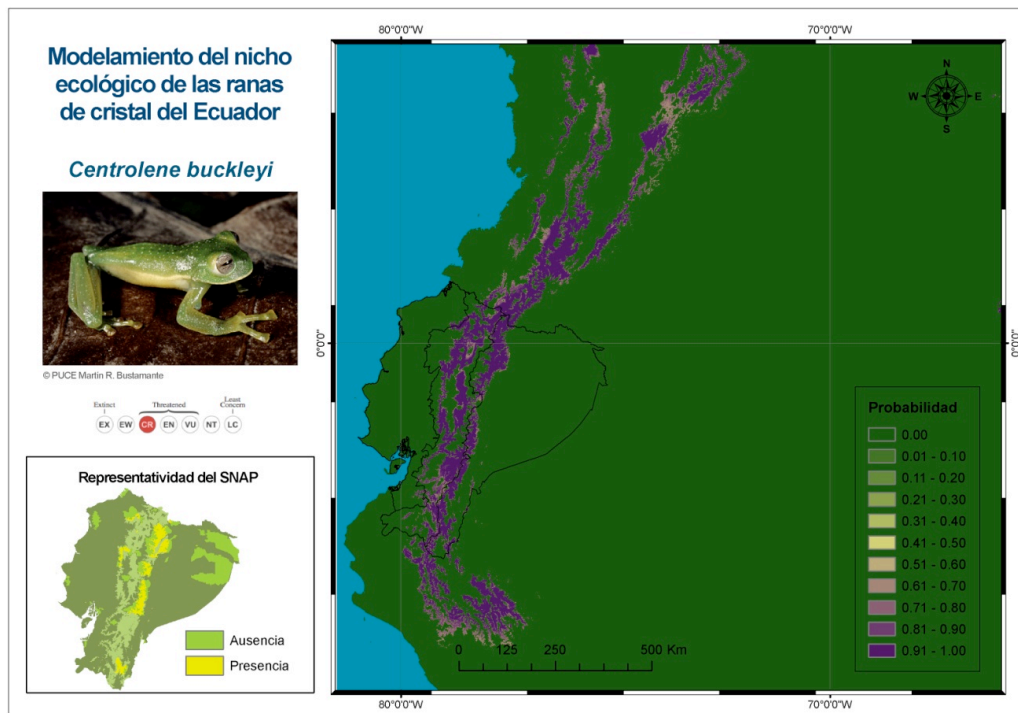 Modelamiento del nicho
ecológico de las ranas
de cristal del Ecuador
Centrolene buckleyi
© PUCE Martin R. Bustamante
Extinct
Threatened
Least
Concern
EX EW CR EN VU NT LC
Representatividad del SNAP
Ausencia
Presencia
80°0'0"W 70°0'0"W
N
W E
S
0°0'0" 0°0'0"
Probabilidad
0.00
0.01 - 0.10
0.11 - 0.20
0.21 - 0.30
0.31 - 0.40
0.41 - 0.50
0.51 - 0.60
0.61 - 0.70
0.71 - 0.80
0.81 - 0.90
0.91 - 1.00
0 125 250 500 Km
80°0'0"W 70°0'0"W